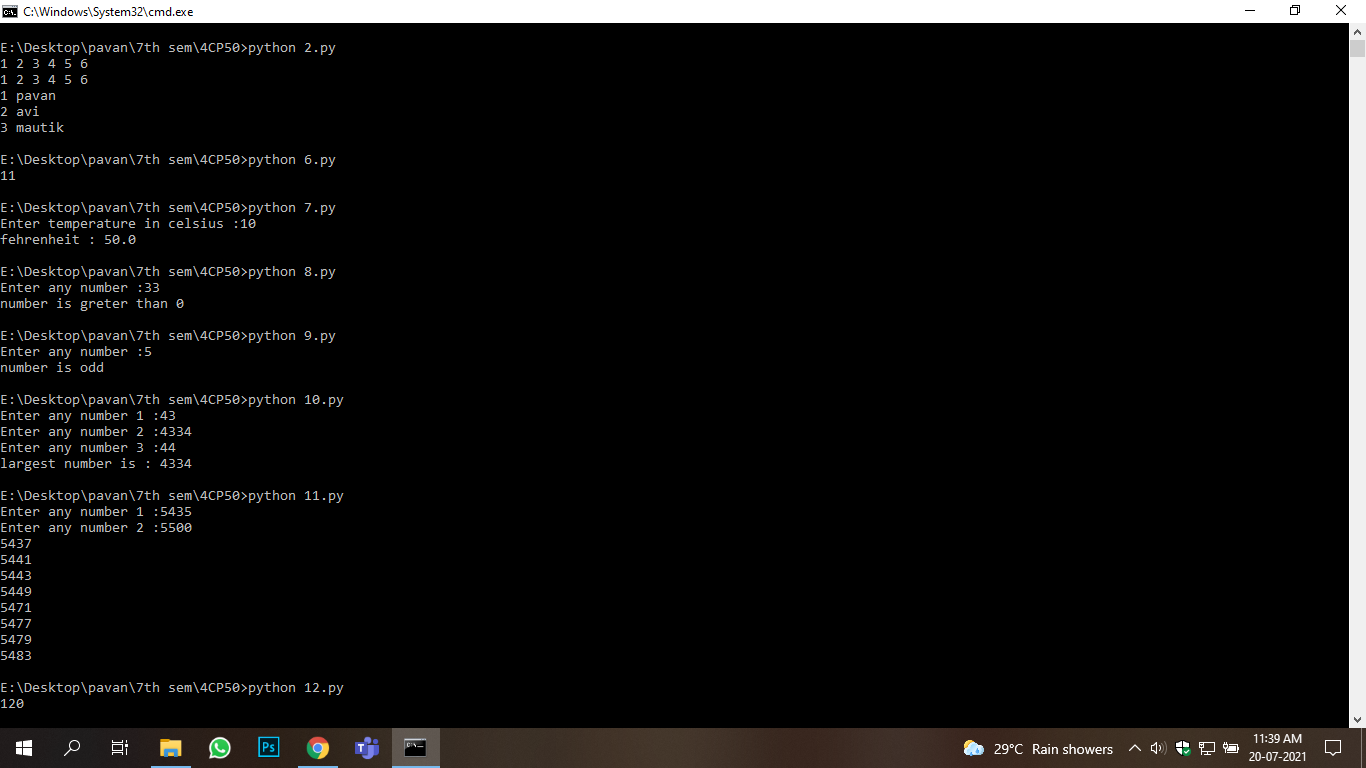 C:\Windows\System32\cmd.exe
E:\Desktop\pavan\7th sem\4CP50>python 2.py
1 2 3 4 5 6
1 2 3 4 5 6
1 pavan
2 avi
3 mautik
E:\Desktop\pavan\7th sem\4CP50>python 6.py
11
E:\Desktop\pavan\7th sem\4CP50>python 7.py
Enter temperature in celsius :10
fehrenheit : 50.0
E:\Desktop\pavan\7th sem\4CP50>python 8.py
Enter any number :33
number is greter than 0
E:\Desktop\pavan\7th sem\4CP50>python 9.py
Enter any number :5
number is odd
E:\Desktop\pavan\7th sem\4CP50>python 10.py
Enter any number 1 :43
Enter any number 2 :4334
Enter any number 3 :44
largest number is : 4334
E:\Desktop\pavan\7th sem\4CP50>python 11.py
Enter any number 1 :5435
Enter any number 2 :5500
5437
5441
5443
5449
5471
5477
5479
5483
E:\Desktop\pavan\7th sem\4CP50>python 12.py
120
Ps
29°C Rain showers
11:39 AM
20-07-2021